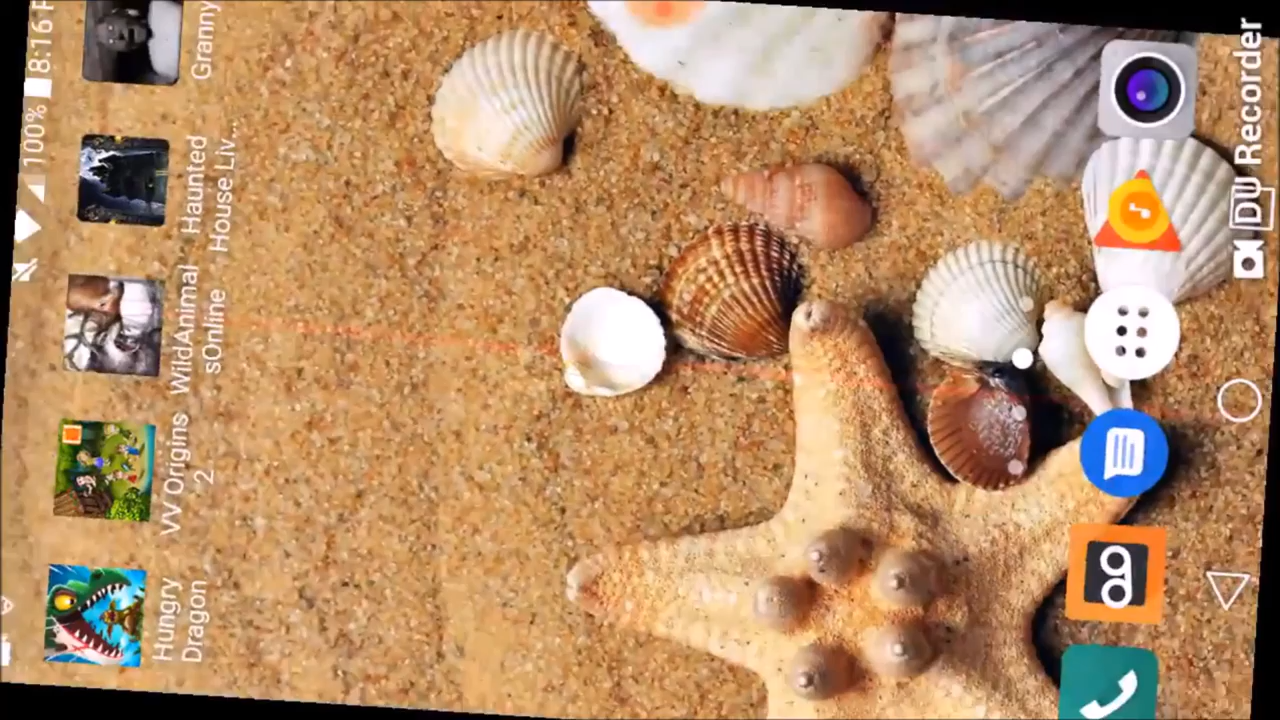 100% 8:16 P
Hungry
Dragon
VV Origins
2
WildAnimal
sOnline
Haunted
House Liv...
Granny
DU Recorder